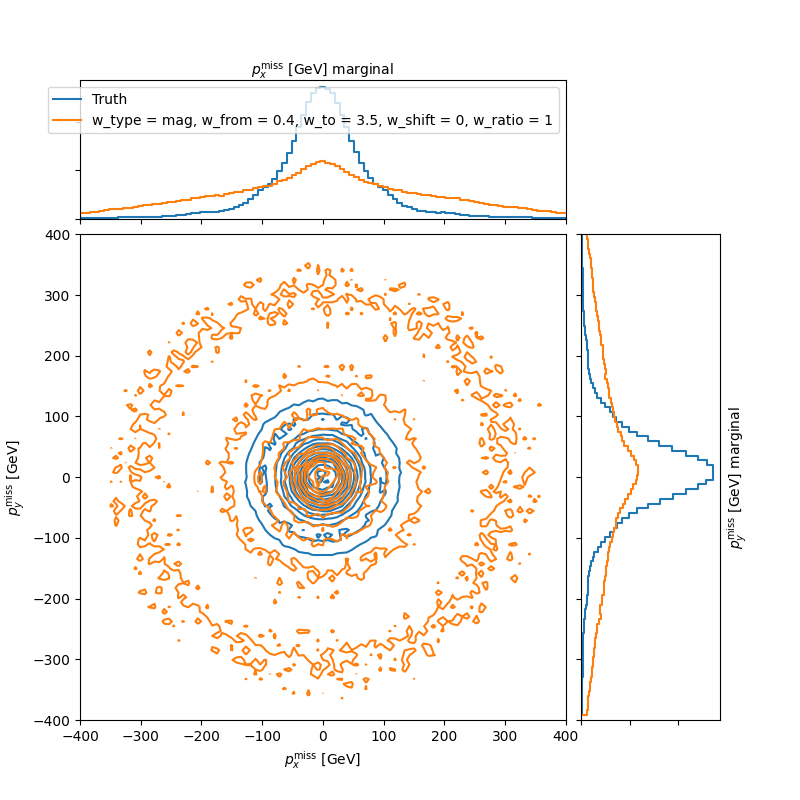 p_x^miss [GeV] marginal
Truth
w_type = mag, w_from = 0.4, w_to = 3.5, w_shift = 0, w_ratio = 1
400
300
200
100
0
−100
−200
−300
−400
p_y^miss [GeV]
p_y^miss [GeV] marginal
−400 −300 −200 −100 0 100 200 300 400
p_x^miss [GeV]